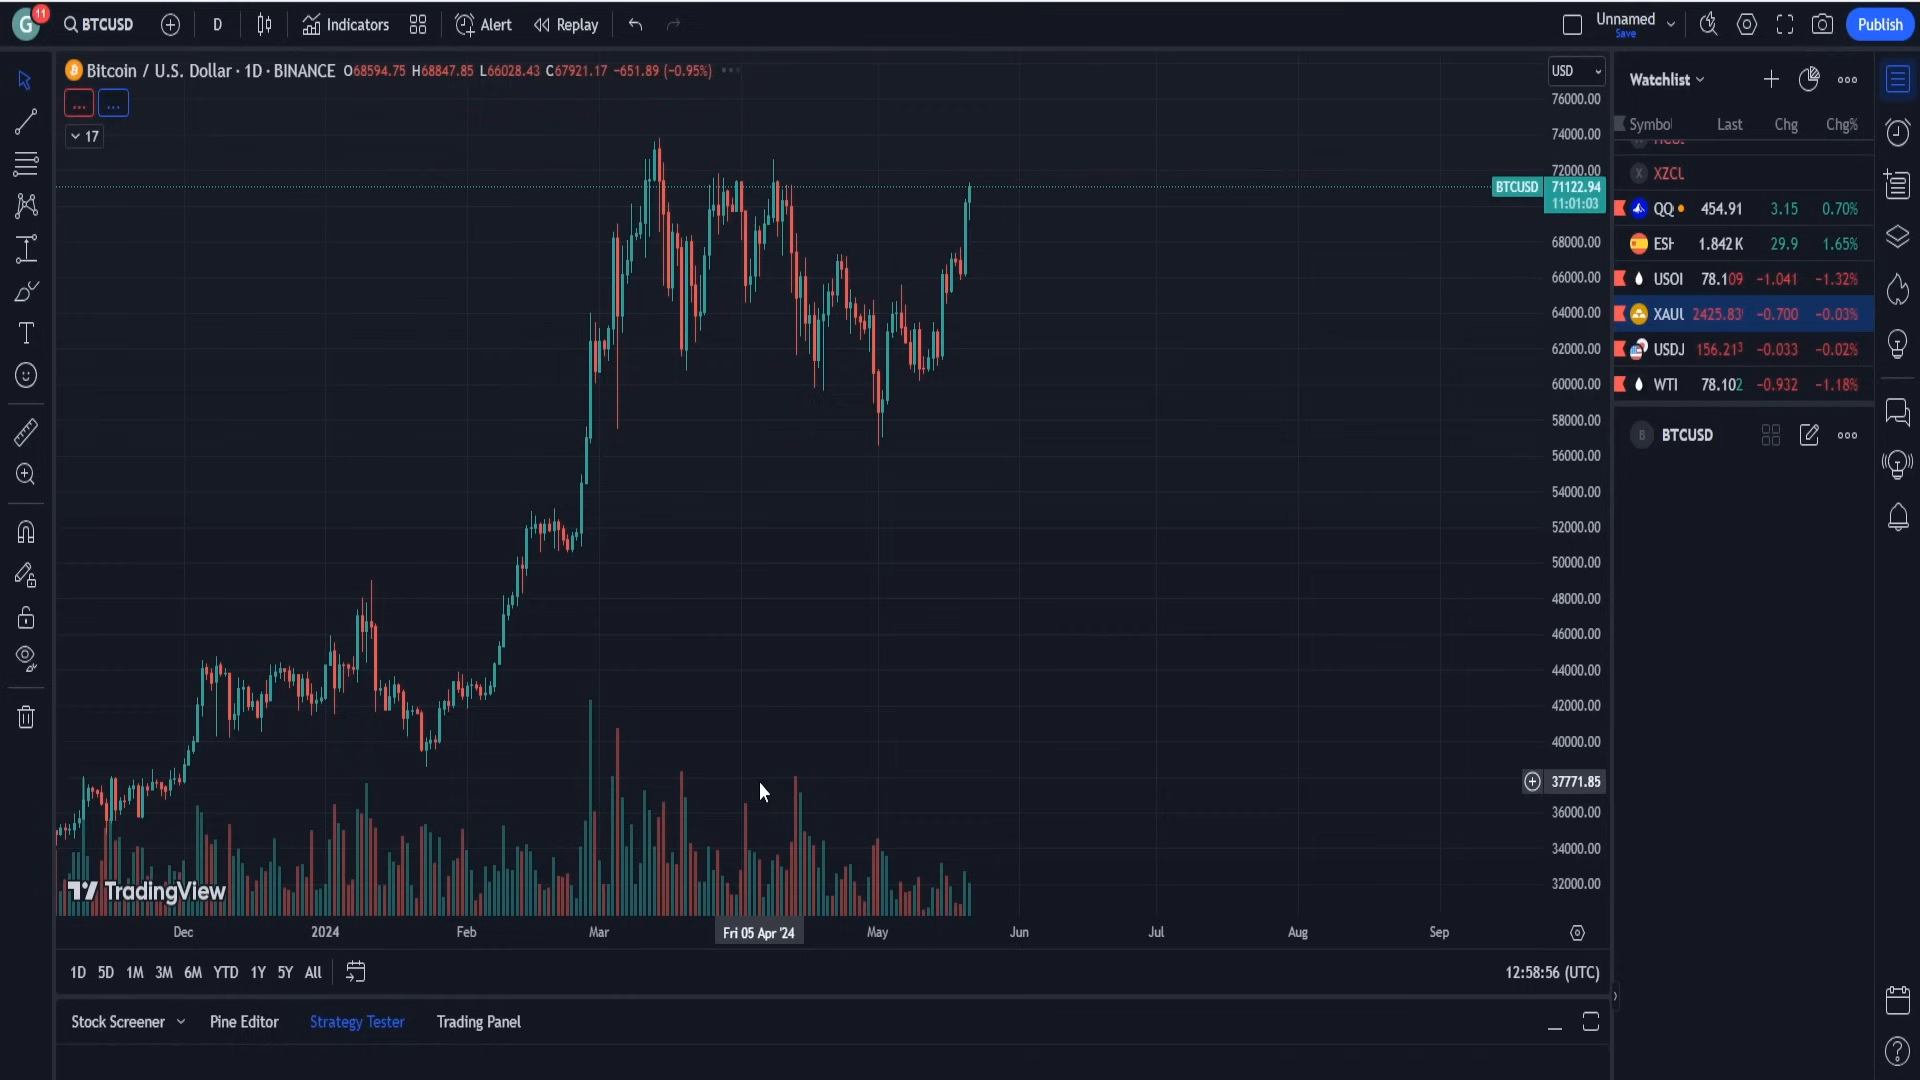 G 11 BTCUSD D Indicators Alert Replay Unnamed Save Publish
Bitcoin / U.S. Dollar · 1D · BINANCE O68594.75 H68847.85 L66028.43 C67921.17 −651.89 (−0.95%)
... ...
17
USD
76000.00
74000.00
72000.00
BTCUSD 71122.94
11:01:03
68000.00
66000.00
64000.00
62000.00
60000.00
58000.00
56000.00
54000.00
52000.00
50000.00
48000.00
46000.00
44000.00
42000.00
40000.00
37771.85
36000.00
34000.00
32000.00
TradingView
Dec 2024 Feb Mar Fri 05 Apr '24 May Jun Jul Aug Sep
1D 5D 1M 3M 6M YTD 1Y 5Y All 12:58:56 (UTC)
Stock Screener Pine Editor Strategy Tester Trading Panel
Watchlist
Symbol Last Chg Chg%
X XZCL
QQ 454.91 3.15 0.70%
ESH 1.842K 29.9 1.65%
USOI 78.109 −1.041 −1.32%
XAUU 2425.83 −0.700 −0.03%
USDJ 156.213 −0.033 −0.02%
WTI 78.102 −0.932 −1.18%
B BTCUSD